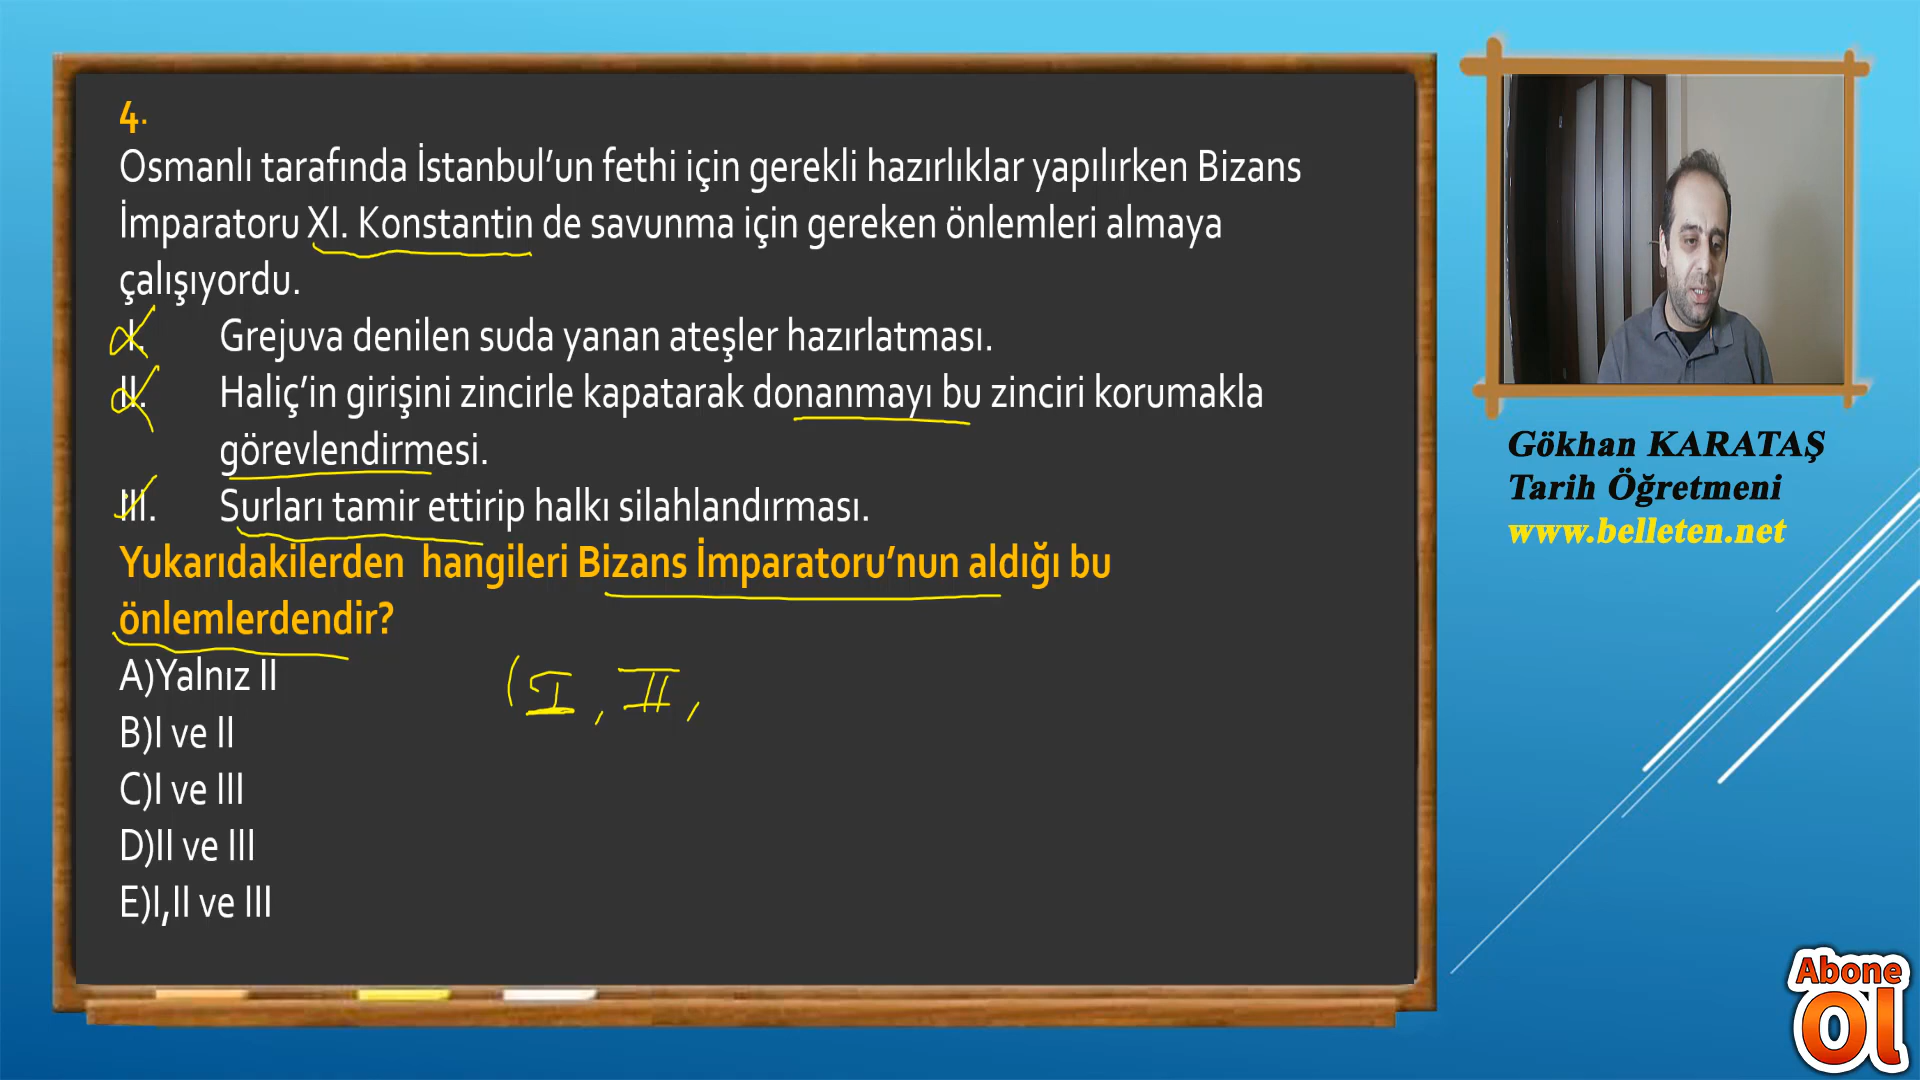 4.
Osmanlı tarafında İstanbul’un fethi için gerekli hazırlıklar yapılırken Bizans
İmparatoru XI. Konstantin de savunma için gereken önlemleri almaya
çalışıyordu.
I. Grejuva denilen suda yanan ateşler hazırlatması.
II. Haliç’in girişini zincirle kapatarak donanmayı bu zinciri korumakla
görevlendirmesi.
III. Surları tamir ettirip halkı silahlandırması.
Yukarıdakilerden hangileri Bizans İmparatoru’nun aldığı bu
önlemlerdendir?
A)Yalnız II
B)I ve II
C)I ve III
D)II ve III
E)I,II ve III
(I, II,
Gökhan KARATAŞ
Tarih Öğretmeni
www.belleten.net
Abone
Ol